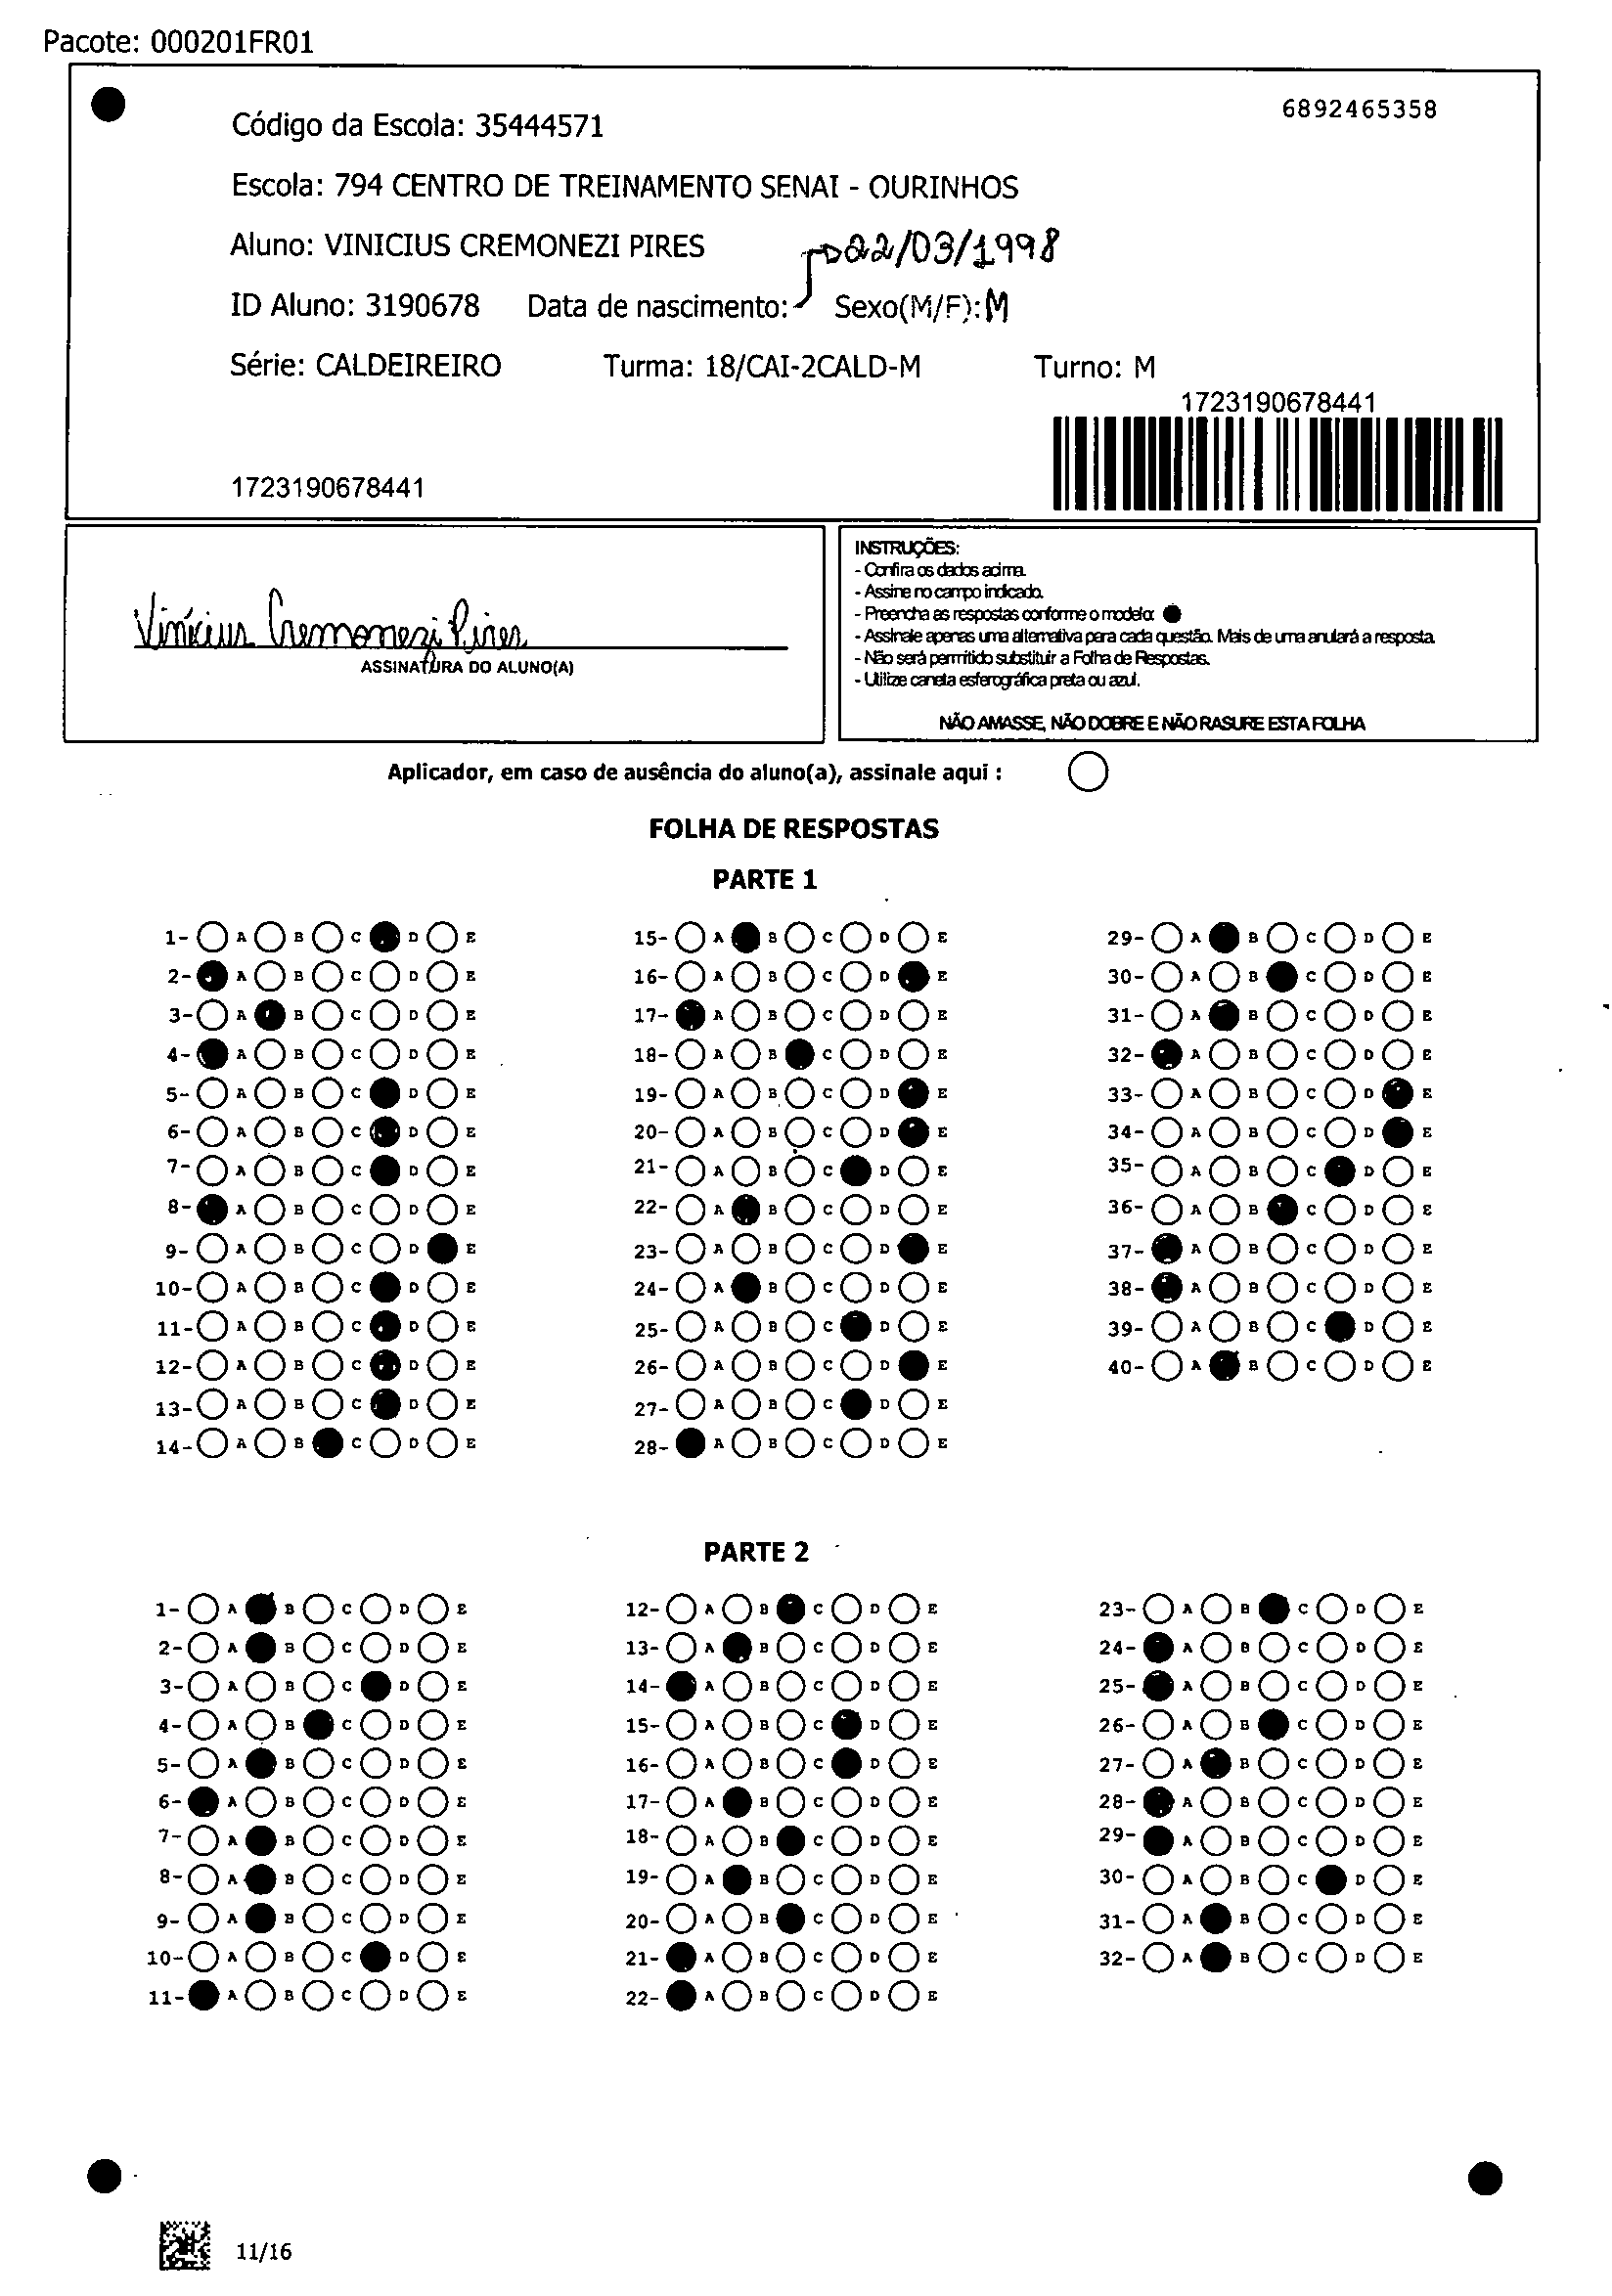 Pacote: 000201FR01
6892465358
Código da Escola: 35444571
Escola: 794 CENTRO DE TREINAMENTO SENAI - OURINHOS
Aluno: VINICIUS CREMONEZI PIRES
22/03/1998
ID Aluno: 3190678 Data de nascimento: Sexo(M/F): M
Série: CALDEIREIRO Turma: 18/CAI-2CALD-M Turno: M
1723190678441
1723190678441
Vinícius Cremonezi Pires
ASSINATURA DO ALUNO(A)
INSTRUÇÕES:
- Confira os dados acima.
- Assine no campo indicado.
- Preencha as respostas conforme o modelo:
- Assinale apenas uma alternativa para cada questão. Mais de uma anulará a resposta.
- Não será permitido substituir a Folha de Respostas.
- Utilize caneta esferográfica preta ou azul.
NÃO AMASSE, NÃO DOBRE E NÃO RASURE ESTA FOLHA
Aplicador, em caso de ausência do aluno(a), assinale aqui :
FOLHA DE RESPOSTAS
PARTE 1
1- A B C D E 15- A B C D E 29- A B C D E
2- A B C D E 16- A B C D E 30- A B C D E
3- A B C D E 17- A B C D E 31- A B C D E
4- A B C D E 18- A B C D E 32- A B C D E
5- A B C D E 19- A B C D E 33- A B C D E
6- A B C D E 20- A B C D E 34- A B C D E
7- A B C D E 21- A B C D E 35- A B C D E
8- A B C D E 22- A B C D E 36- A B C D E
9- A B C D E 23- A B C D E 37- A B C D E
10- A B C D E 24- A B C D E 38- A B C D E
11- A B C D E 25- A B C D E 39- A B C D E
12- A B C D E 26- A B C D E 40- A B C D E
13- A B C D E 27- A B C D E
14- A B C D E 28- A B C D E
PARTE 2
1- A B C D E 12- A B C D E 23- A B C D E
2- A B C D E 13- A B C D E 24- A B C D E
3- A B C D E 14- A B C D E 25- A B C D E
4- A B C D E 15- A B C D E 26- A B C D E
5- A B C D E 16- A B C D E 27- A B C D E
6- A B C D E 17- A B C D E 28- A B C D E
7- A B C D E 18- A B C D E 29- A B C D E
8- A B C D E 19- A B C D E 30- A B C D E
9- A B C D E 20- A B C D E 31- A B C D E
10- A B C D E 21- A B C D E 32- A B C D E
11- A B C D E 22- A B C D E
11/16